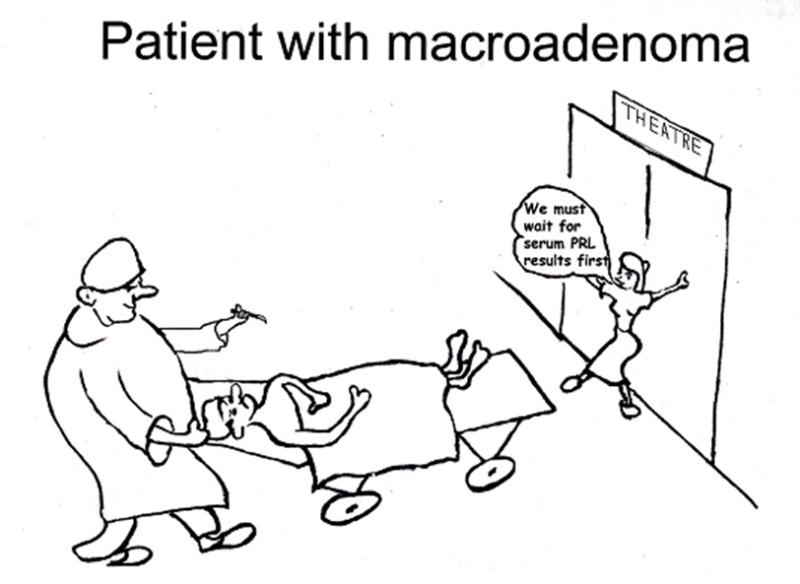 Patient with macroadenoma
THEATRE
We must
wait for
serum PRL
results first